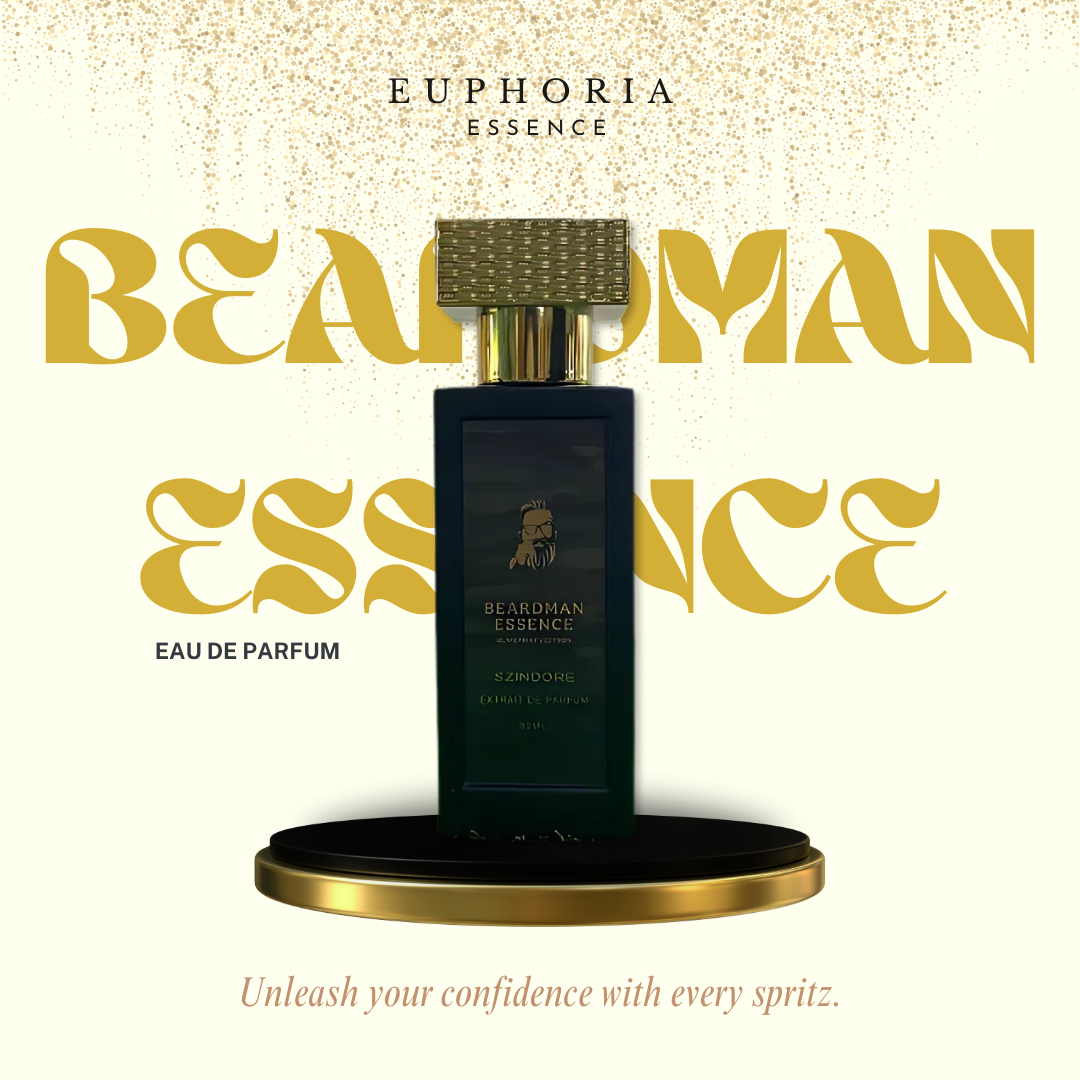 EUPHORIA
ESSENCE
BEARDMAN
ESSENCE
EAU DE PARFUM
BEARDMAN
ESSENCE
SZINDORE
EXTRAIT DE PARFUM
Unleash your confidence with every spritz.